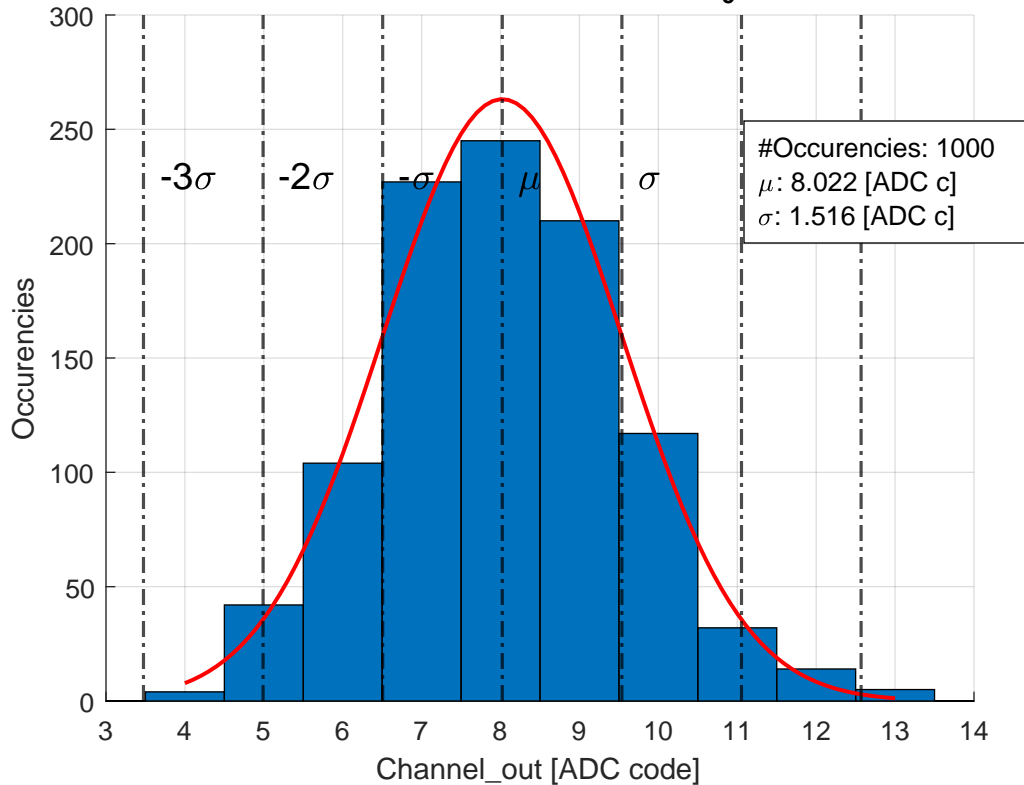 300
250
200
150
100
50
0
Occurencies
-3σ
-2σ
-σ
μ
σ
#Occurencies: 1000
μ: 8.022 [ADC c]
σ: 1.516 [ADC c]
3 4 5 6 7 8 9 10 11 12 13 14
Channel_out [ADC code]